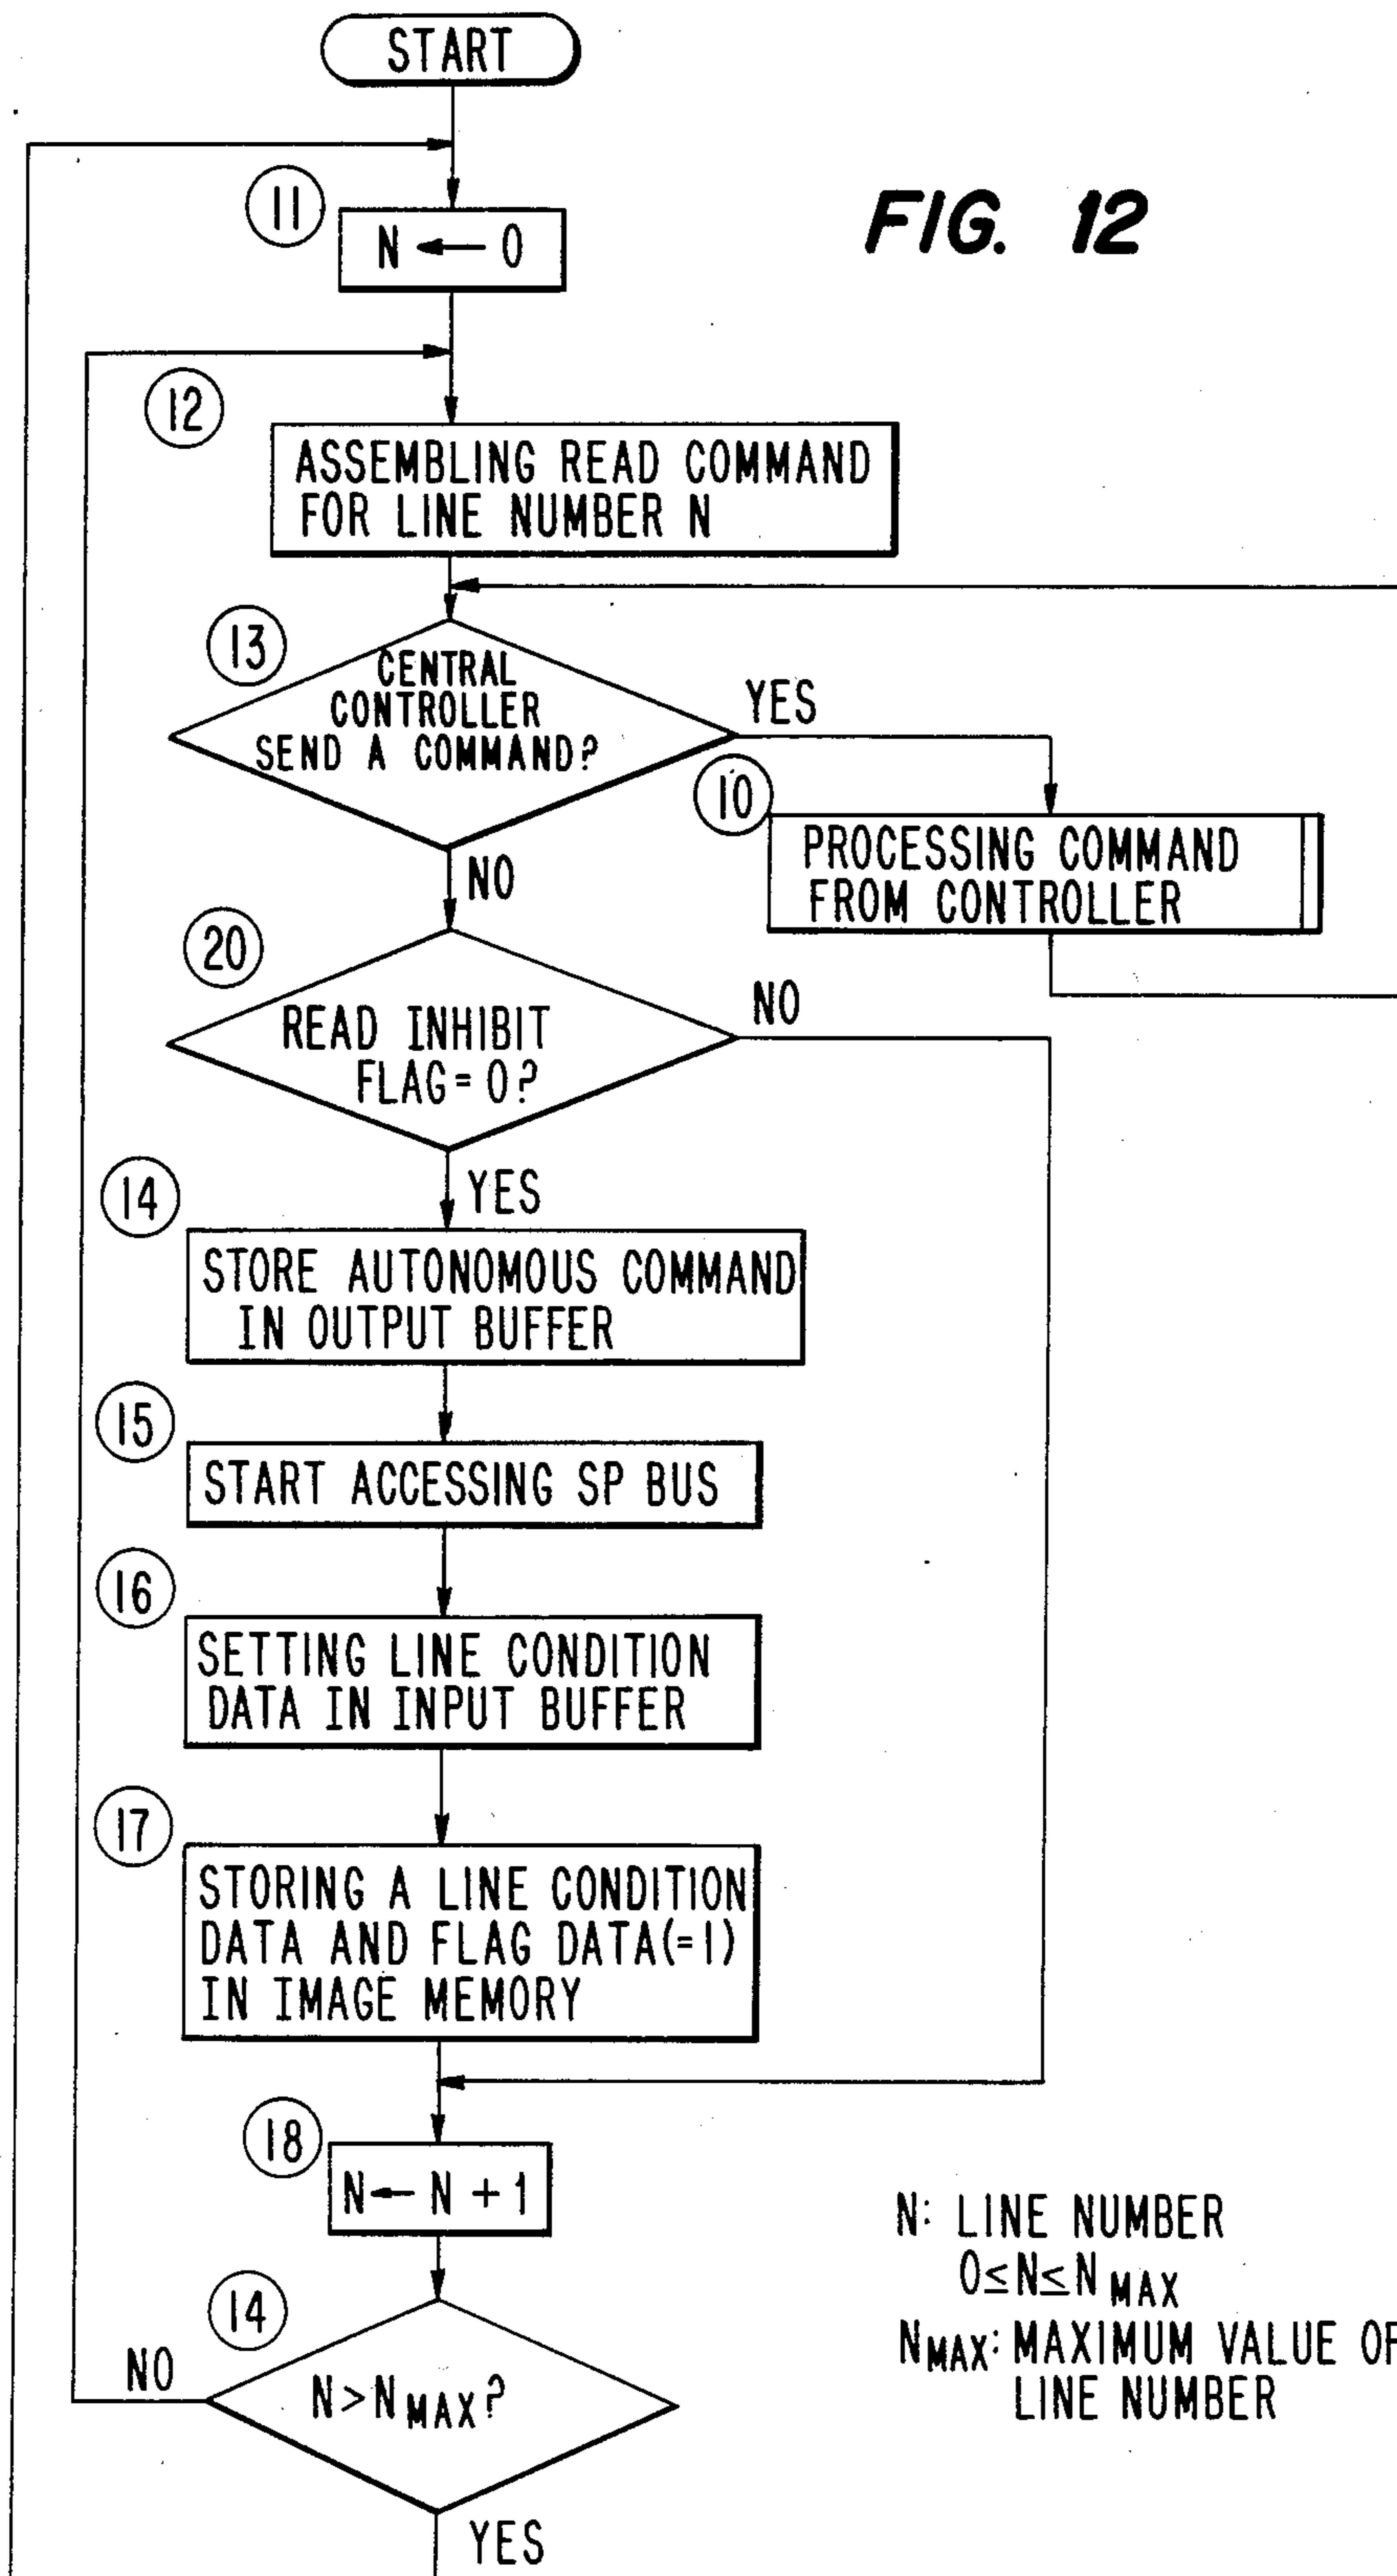 START
FIG. 12
11
N ← 0
12
ASSEMBLING READ COMMAND
FOR LINE NUMBER N
13
CENTRAL
CONTROLLER
SEND A COMMAND?
YES
10
PROCESSING COMMAND
FROM CONTROLLER
NO
20
READ INHIBIT
FLAG=0?
NO
YES
14
STORE AUTONOMOUS COMMAND
IN OUTPUT BUFFER
15
START ACCESSING SP BUS
16
SETTING LINE CONDITION
DATA IN INPUT BUFFER
17
STORING A LINE CONDITION
DATA AND FLAG DATA(=1)
IN IMAGE MEMORY
18
N ← N + 1
14
N>NMAX?
NO
YES
N: LINE NUMBER
0≤N≤NMAX
NMAX: MAXIMUM VALUE OF
LINE NUMBER